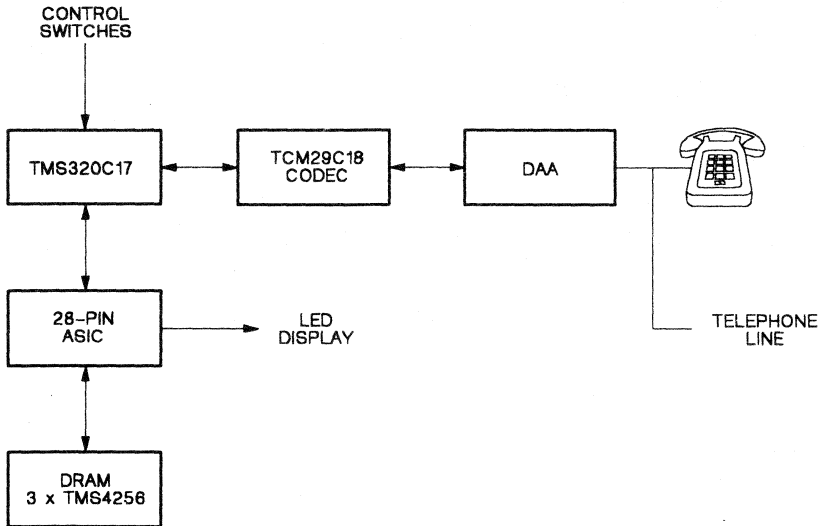 CONTROL
SWITCHES
TMS320C17
TCM29C18
CODEC
DAA
28-PIN
ASIC
LED
DISPLAY
TELEPHONE
LINE
DRAM
3 x TMS4256